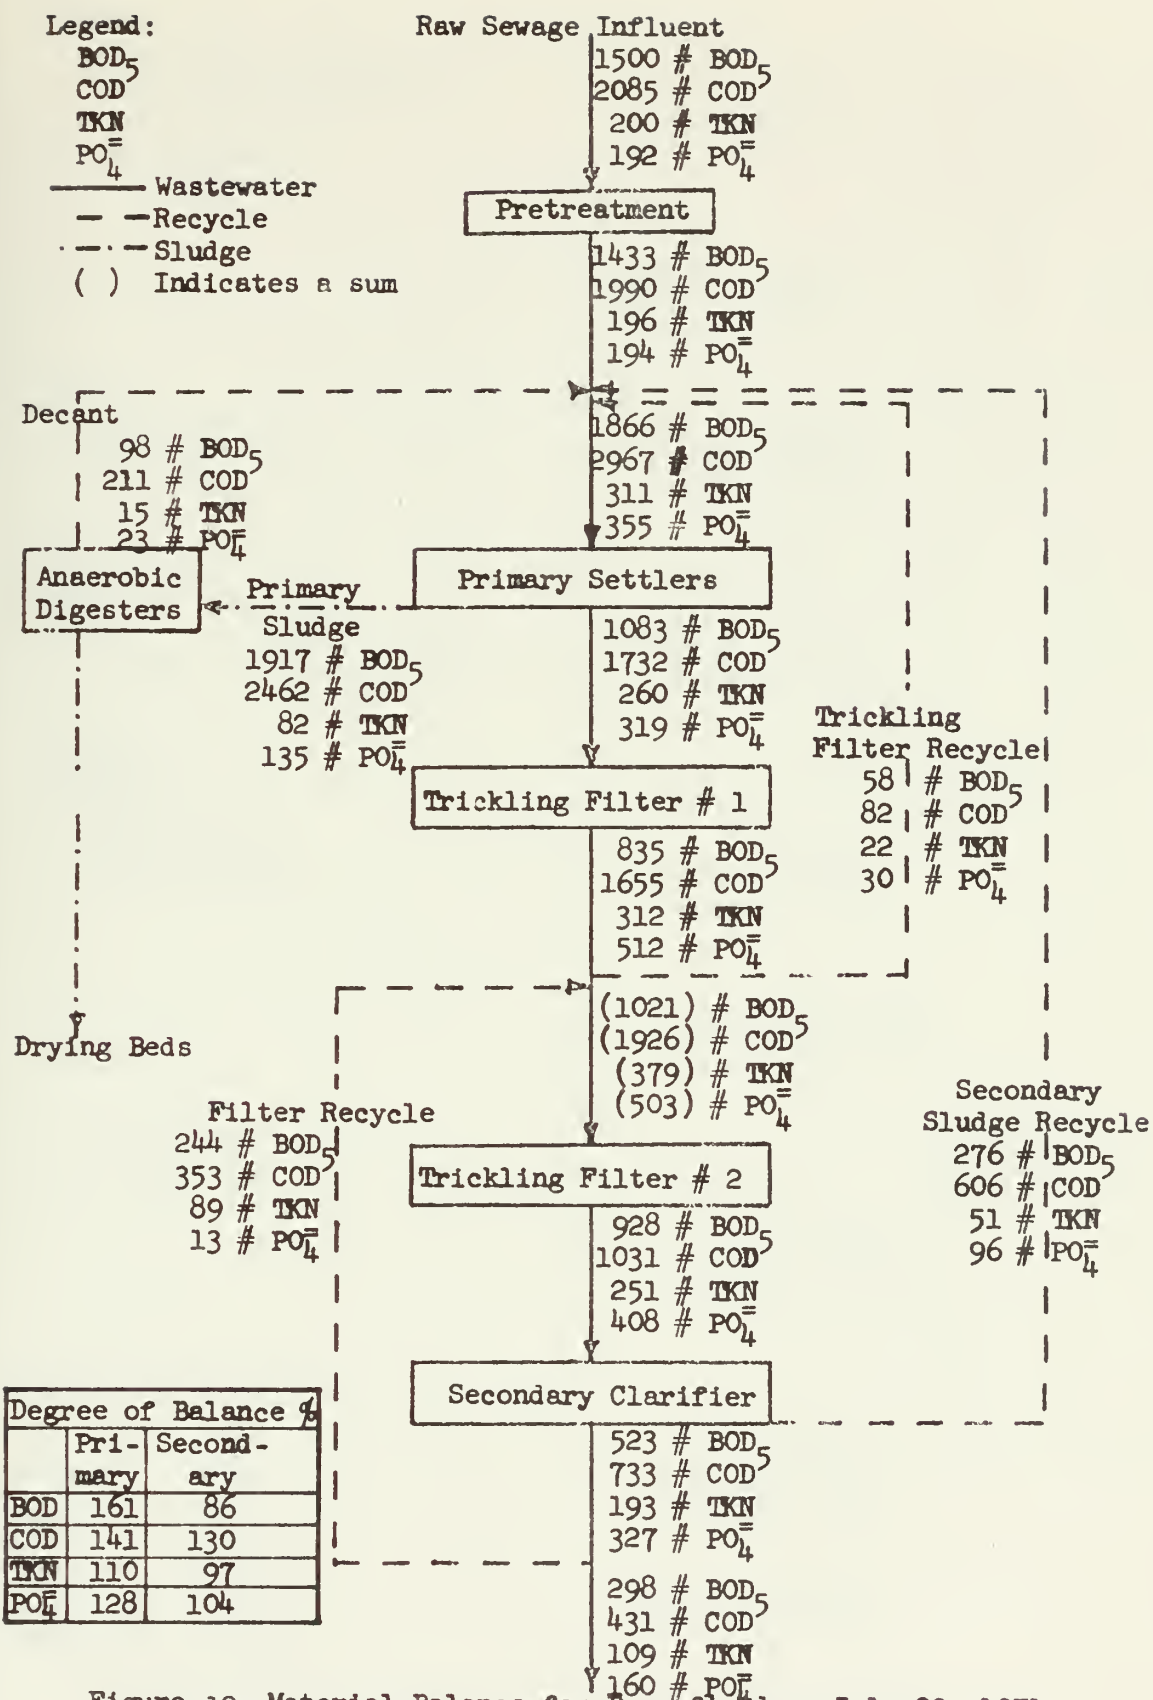 Legend:
BOD5
COD
TKN
PO4=
Wastewater
Recycle
Sludge
( ) Indicates a sum
Raw Sewage Influent
1500 # BOD5
2085 # COD
200 # TKN
192 # PO4=
Pretreatment
1433 # BOD5
1990 # COD
196 # TKN
194 # PO4=
Decant
98 # BOD5
211 # COD
15 # TKN
23 # PO4=
1866 # BOD5
2967 # COD
311 # TKN
355 # PO4=
Anaerobic
Digesters
Primary
Sludge
1917 # BOD5
2462 # COD
82 # TKN
135 # PO4=
Primary Settlers
1083 # BOD5
1732 # COD
260 # TKN
319 # PO4=
Trickling
Filter Recycle
58 # BOD5
82 # COD
22 # TKN
30 # PO4=
Trickling Filter # 1
835 # BOD5
1655 # COD
312 # TKN
512 # PO4=
Drying Beds
(1021) # BOD5
(1926) # COD
(379) # TKN
(503) # PO4=
Filter Recycle
244 # BOD5
353 # COD
89 # TKN
13 # PO4=
Secondary
Sludge Recycle
276 # BOD5
606 # COD
51 # TKN
96 # PO4=
Trickling Filter # 2
928 # BOD5
1031 # COD
251 # TKN
408 # PO4=
Secondary Clarifier
523 # BOD5
733 # COD
193 # TKN
327 # PO4=
298 # BOD5
431 # COD
109 # TKN
160 # PO4=
Degree of Balance %
Pri- Second-
mary ary
BOD 161 86
COD 141 130
TKN 110 97
PO4= 128 104
Material Balance